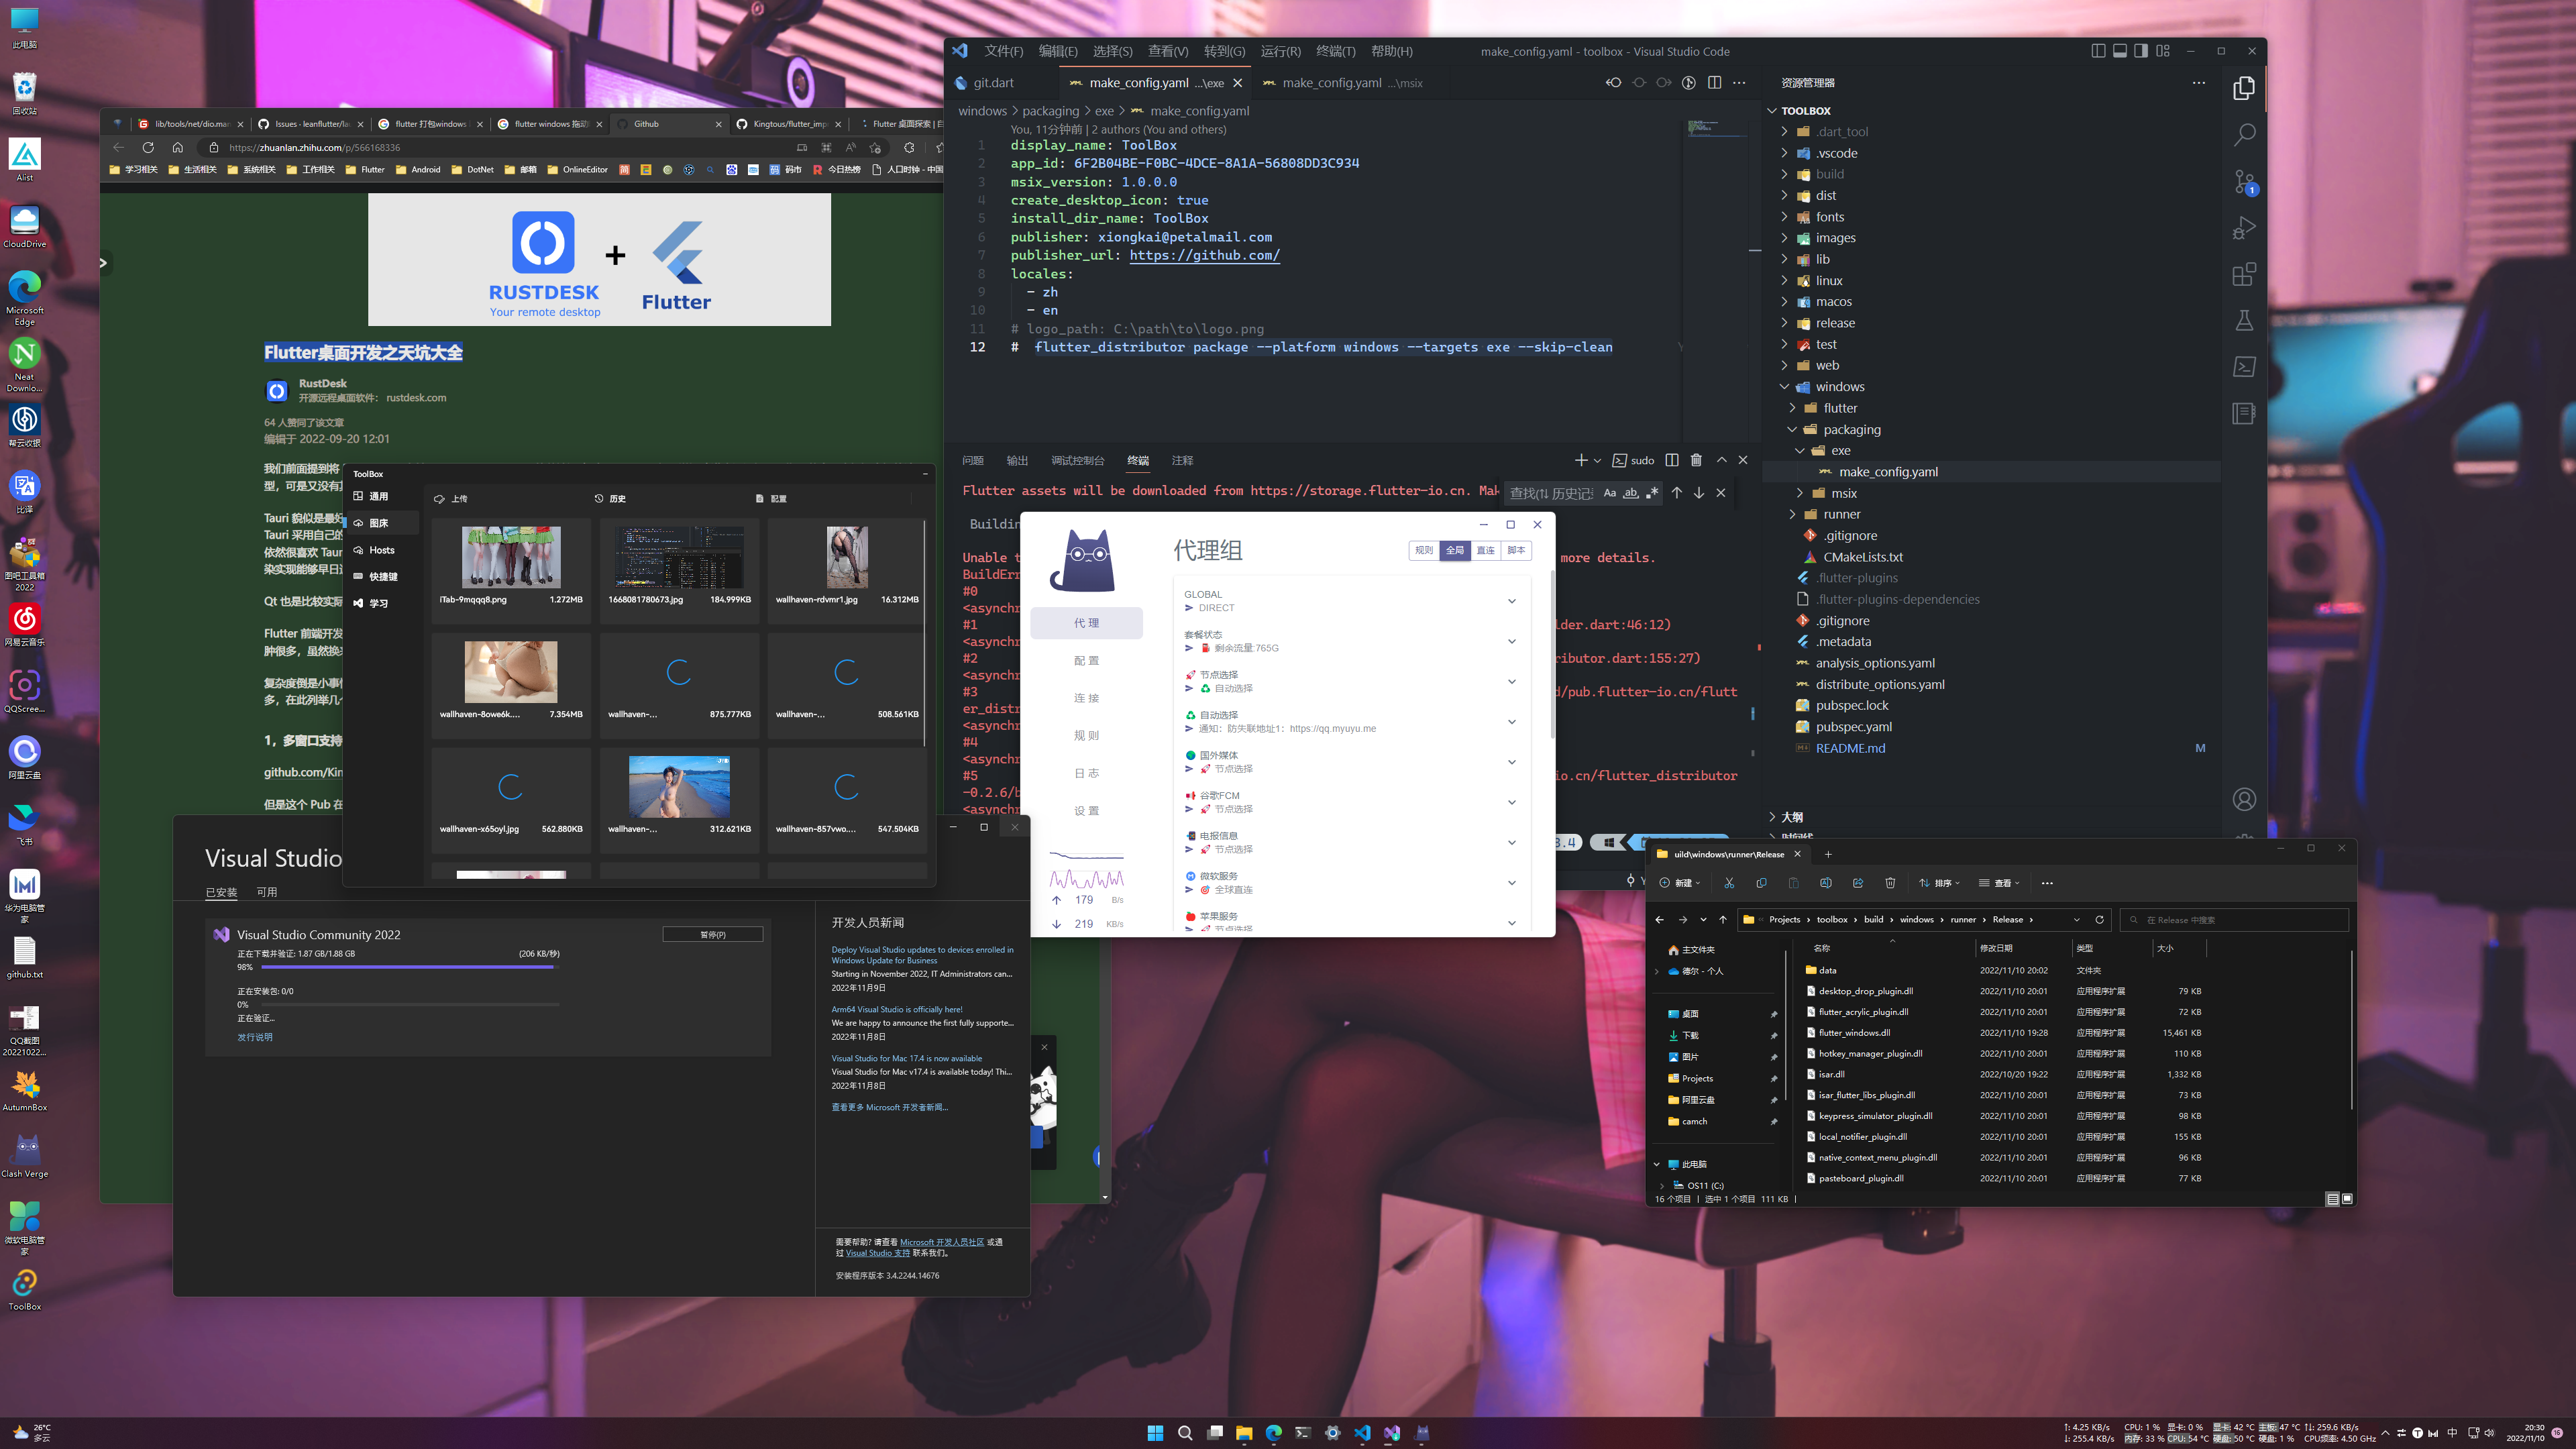 此电脑
回收站
Alist
CloudDrive
Microsoft
Edge
Neat
Downlo...
帮云收银
比译
图吧工具箱
2022
网易云音乐
QQScree...
阿里云盘
飞书
华为电脑管
家
github.txt
QQ截图
20221022...
AutumnBox
Clash Verge
微软电脑管
家
ToolBox
lib/tools/net/dio.mar
Issues · leanflutter/la
flutter 打包windows
flutter windows 拖动
Github
Kingtous/flutter_imp
Flutter 桌面探索 | 自
https://zhuanlan.zhihu.com/p/566168336
学习相关
生活相关
系统相关
工作相关
Flutter
Android
DotNet
邮箱
OnlineEditor
码市
今日热榜
人口时钟 - 中国
RUSTDESK
Your remote desktop
+
Flutter
Flutter桌面开发之天坑大全
RustDesk
开源远程桌面软件： rustdesk.com
64 人赞同了该文章
编辑于 2022-09-20 12:01
我们前面提到将
型，可是又没有
Tauri 貌似是最好
Tauri 采用自己的
依然很喜欢 Tau
染实现能够早日
Qt 也是比较实际
Flutter 前端开发
肿很多，虽然换
复杂度倒是小事
多，在此列举几个
1，多窗口支持
github.com/Kin
但是这个 Pub 在
ToolBox
通用
图床
Hosts
快捷键
学习
上传
历史
配置
iTab-9mqqq8.png 1.272MB
1668081780673.jpg 184.999KB
wallhaven-rdvmr1.jpg 16.312MB
wallhaven-8owe6k.... 7.354MB
wallhaven-... 875.777KB
wallhaven-... 508.561KB
wallhaven-x65oyl.jpg 562.880KB
wallhaven-... 312.621KB
wallhaven-857vwo.... 547.504KB
Visual Studio
已安装 可用
Visual Studio Community 2022
暂停(P)
正在下载并验证: 1.87 GB/1.88 GB (206 KB/秒)
98%
正在安装包: 0/0
0%
正在验证...
发行说明
开发人员新闻
Deploy Visual Studio updates to devices enrolled in
Windows Update for Business
Starting in November 2022, IT Administrators can...
2022年11月9日
Arm64 Visual Studio is officially here!
We are happy to announce the first fully supporte...
2022年11月8日
Visual Studio for Mac 17.4 is now available
Visual Studio for Mac v17.4 is available today! Thi...
2022年11月8日
查看更多 Microsoft 开发者新闻...
需要帮助? 请查看 Microsoft 开发人员社区 或通
过 Visual Studio 支持 联系我们。
安装程序版本 3.4.2244.14676
文件(F) 编辑(E) 选择(S) 查看(V) 转到(G) 运行(R) 终端(T) 帮助(H)
make_config.yaml - toolbox - Visual Studio Code
git.dart
make_config.yaml ...\exe
make_config.yaml ...\msix
windows > packaging > exe > make_config.yaml
You, 11分钟前 | 2 authors (You and others)
1 display_name: ToolBox
2 app_id: 6F2B04BE-F0BC-4DCE-8A1A-56808DD3C934
3 msix_version: 1.0.0.0
4 create_desktop_icon: true
5 install_dir_name: ToolBox
6 publisher: xiongkai@petalmail.com
7 publisher_url: https://github.com/
8 locales:
9 - zh
10 - en
11 # logo_path: C:\path\to\logo.png
12 # flutter_distributor package --platform windows --targets exe --skip-clean
问题 输出 调试控制台 终端 注释
sudo
Flutter assets will be downloaded from https://storage.flutter-io.cn. Mak
查找(⇅ 历史记录
Building
Unable t
more details.
BuildErr
#0
<asynchr
#1
lder.dart:46:12)
<asynchr
#2
ributor.dart:155:27)
<asynchr
#3
d/pub.flutter-io.cn/flutt
er_distr
<asynchr
#4
<asynchr
#5
io.cn/flutter_distributor
-0.2.6/b
<asynchr
3.4
代理组
规则 全局 直连 脚本
代 理
配 置
连 接
规 则
日 志
设 置
179 B/s
219 KB/s
GLOBAL
DIRECT
套餐状态
剩余流量:765G
节点选择
自动选择
自动选择
通知：防失联地址1：https://qq.myuyu.me
国外媒体
节点选择
谷歌FCM
节点选择
电报信息
节点选择
微软服务
全球直连
苹果服务
节点选择
资源管理器
TOOLBOX
.dart_tool
.vscode
build
dist
fonts
images
lib
linux
macos
release
test
web
windows
flutter
packaging
exe
make_config.yaml
msix
runner
.gitignore
CMakeLists.txt
.flutter-plugins
.flutter-plugins-dependencies
.gitignore
.metadata
analysis_options.yaml
distribute_options.yaml
pubspec.lock
pubspec.yaml
README.md M
大纲
时间线
1
uild\windows\runner\Release
新建
排序
查看
Projects > toolbox > build > windows > runner > Release >
在 Release 中搜索
主文件夹
德尔 - 个人
桌面
下载
图片
Projects
阿里云盘
camch
此电脑
OS11 (C:)
名称 修改日期 类型 大小
data 2022/11/10 20:02 文件夹
desktop_drop_plugin.dll 2022/11/10 20:01 应用程序扩展 79 KB
flutter_acrylic_plugin.dll 2022/11/10 20:01 应用程序扩展 72 KB
flutter_windows.dll 2022/11/10 19:28 应用程序扩展 15,461 KB
hotkey_manager_plugin.dll 2022/11/10 20:01 应用程序扩展 110 KB
isar.dll 2022/10/20 19:22 应用程序扩展 1,332 KB
isar_flutter_libs_plugin.dll 2022/11/10 20:01 应用程序扩展 73 KB
keypress_simulator_plugin.dll 2022/11/10 20:01 应用程序扩展 98 KB
local_notifier_plugin.dll 2022/11/10 20:01 应用程序扩展 155 KB
native_context_menu_plugin.dll 2022/11/10 20:01 应用程序扩展 96 KB
pasteboard_plugin.dll 2022/11/10 20:01 应用程序扩展 77 KB
16 个项目 | 选中 1 个项目 111 KB |
26°C
多云
↑: 4.25 KB/s CPU: 1 % 显卡: 0 % 显卡: 42 °C 主板: 47 °C ↑↓: 259.6 KB/s
↓: 255.4 KB/s 内存: 33 % CPU: 54 °C 硬盘: 50 °C 硬盘: 1 % CPU频率: 4.50 GHz
中
20:30
2022/11/10
16